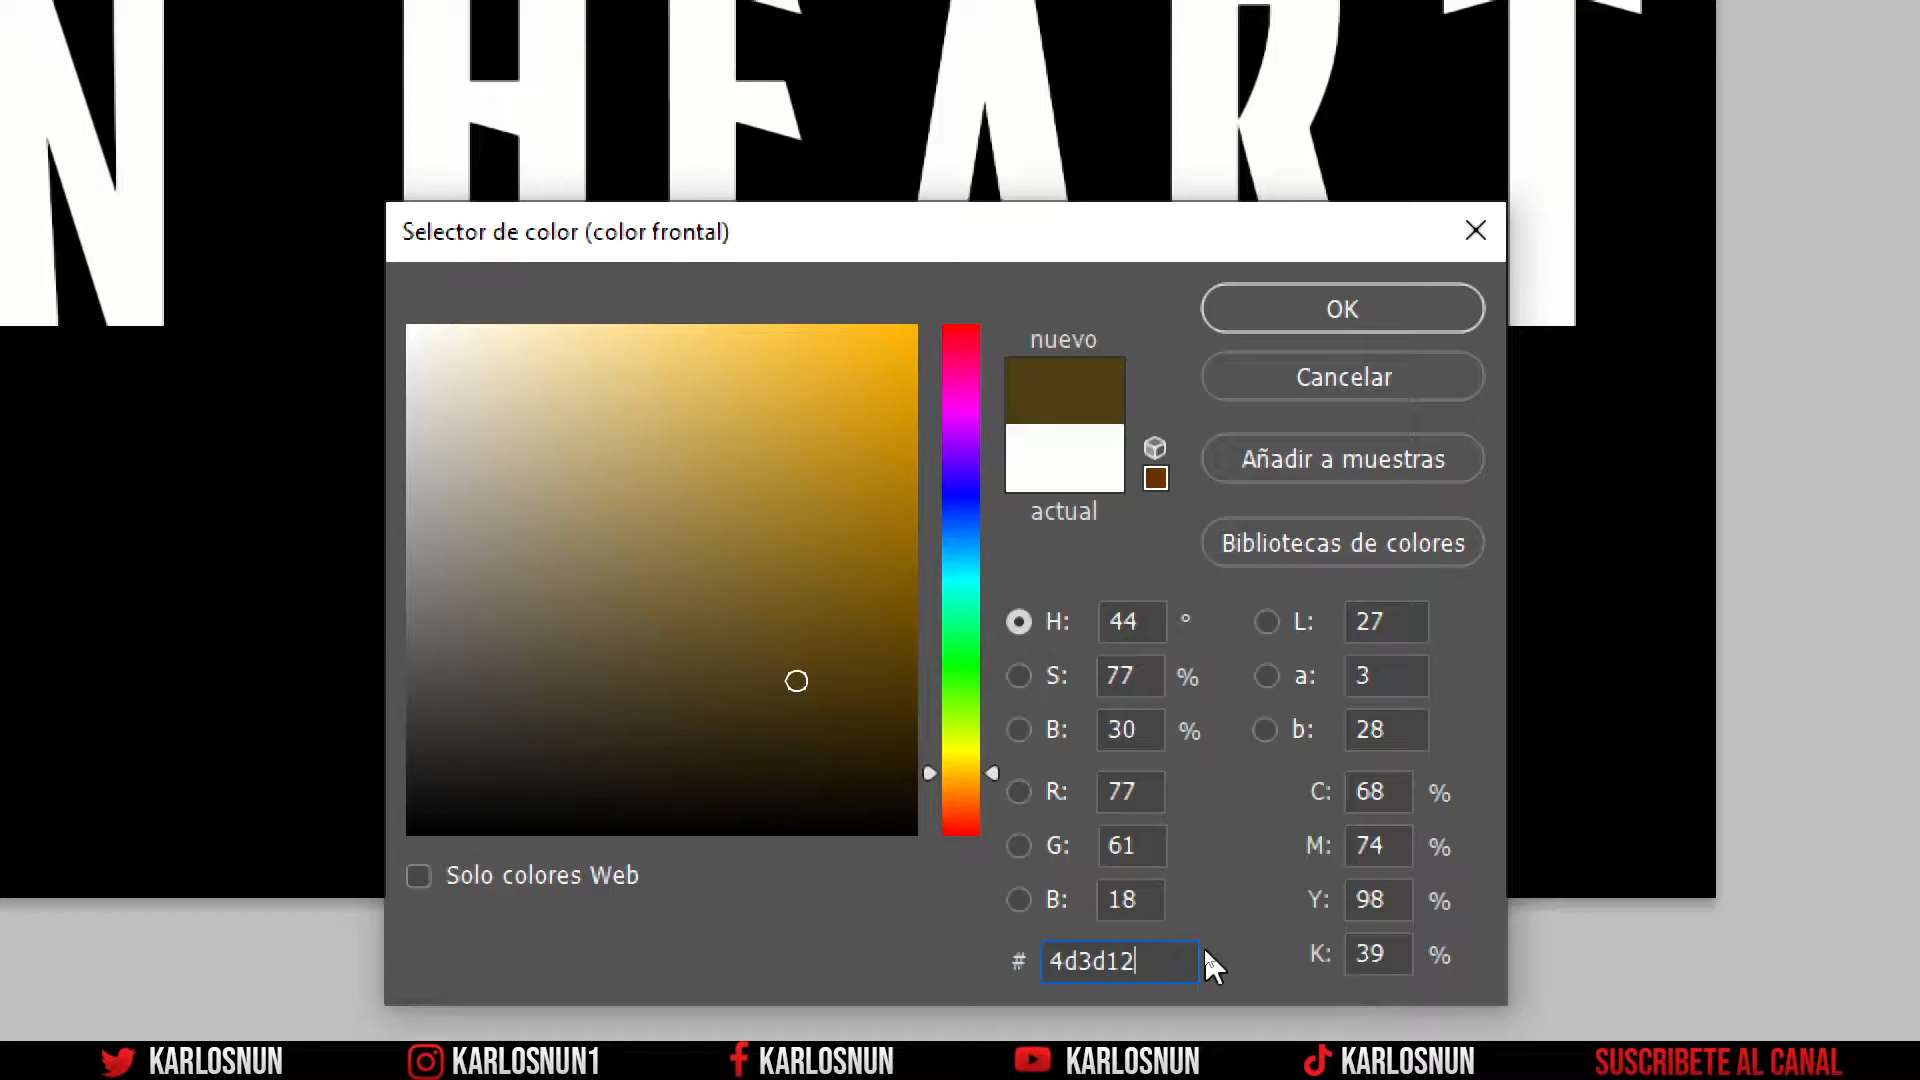 N HEART
Selector de color (color frontal)
OK
nuevo
Cancelar
Añadir a muestras
actual
Bibliotecas de colores
H: 44 ° L: 27
S: 77 % a: 3
B: 30 % b: 28
R: 77 C: 68 %
G: 61 M: 74 %
Solo colores Web
B: 18 Y: 98 %
# 4d3d12 K: 39 %
KARLOSNUN KARLOSNUN1 KARLOSNUN KARLOSNUN KARLOSNUN SUSCRIBETE AL CANAL